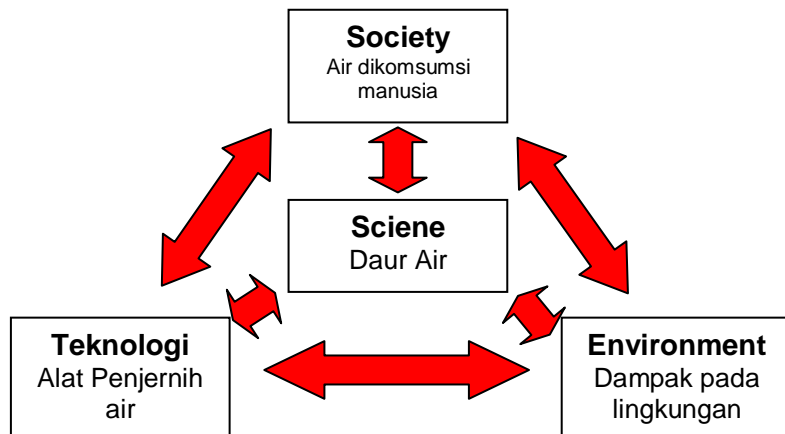 Society
Air dikomsumsi
manusia
Sciene
Daur Air
Teknologi
Alat Penjernih
air
Environment
Dampak pada
lingkungan